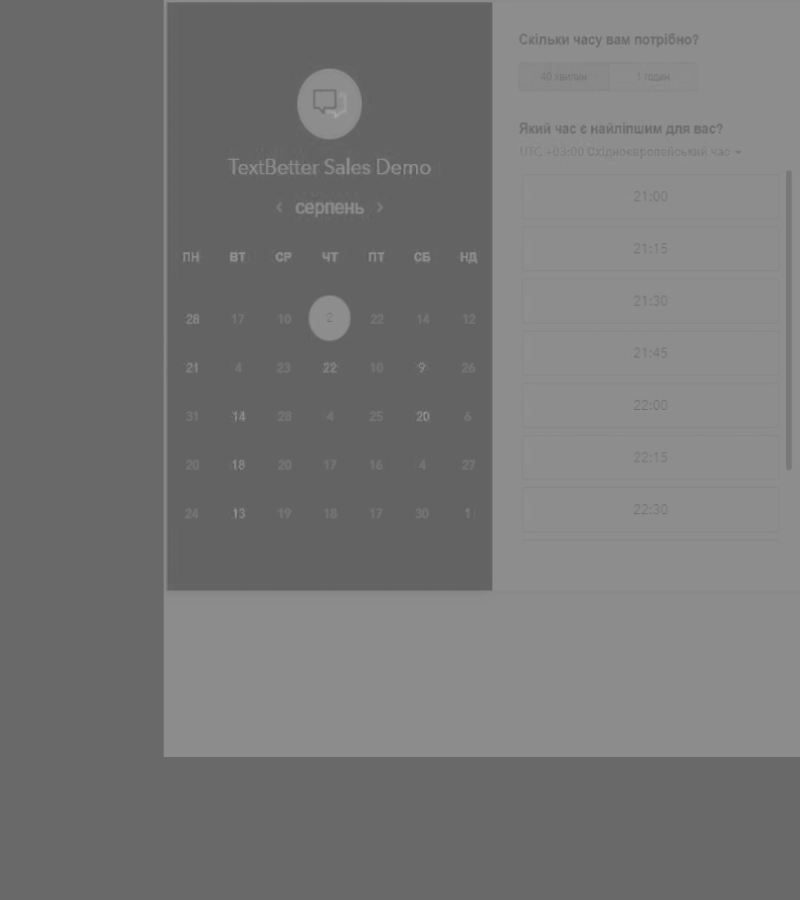 TextBetter Sales Demo
‹ серпень ›
ПН ВТ СР ЧТ ПТ СБ НД
28 17 10 2 22 14 12
21 4 23 22 10 9 26
31 14 28 4 25 20 6
20 18 20 17 16 4 27
24 13 19 18 17 30 1
Скільки часу вам потрібно?
40 хвилин 1 годин
Який час є найліпшим для вас?
UTC +03:00 Східноєвропейський час
21:00
21:15
21:30
21:45
22:00
22:15
22:30